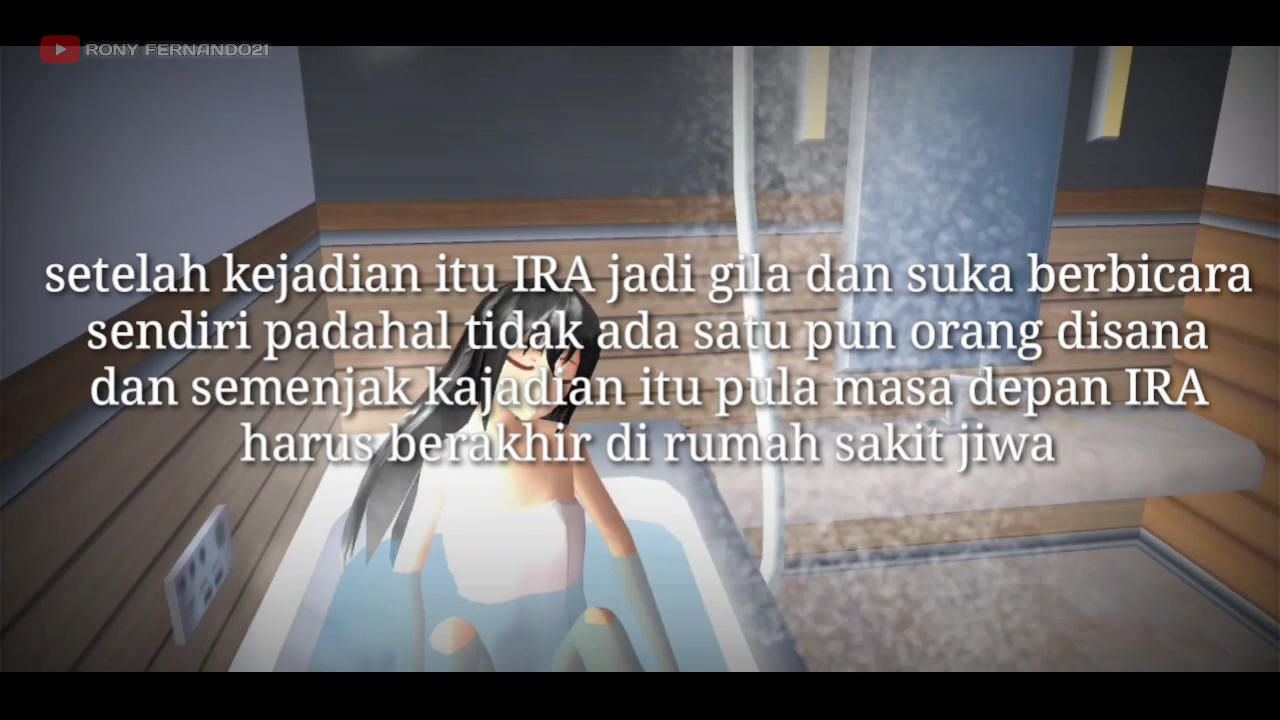 RONY FERNANDO21
setelah kejadian itu IRA jadi gila dan suka berbicara
sendiri padahal tidak ada satu pun orang disana
dan semenjak kajadian itu pula masa depan IRA
harus berakhir di rumah sakit jiwa